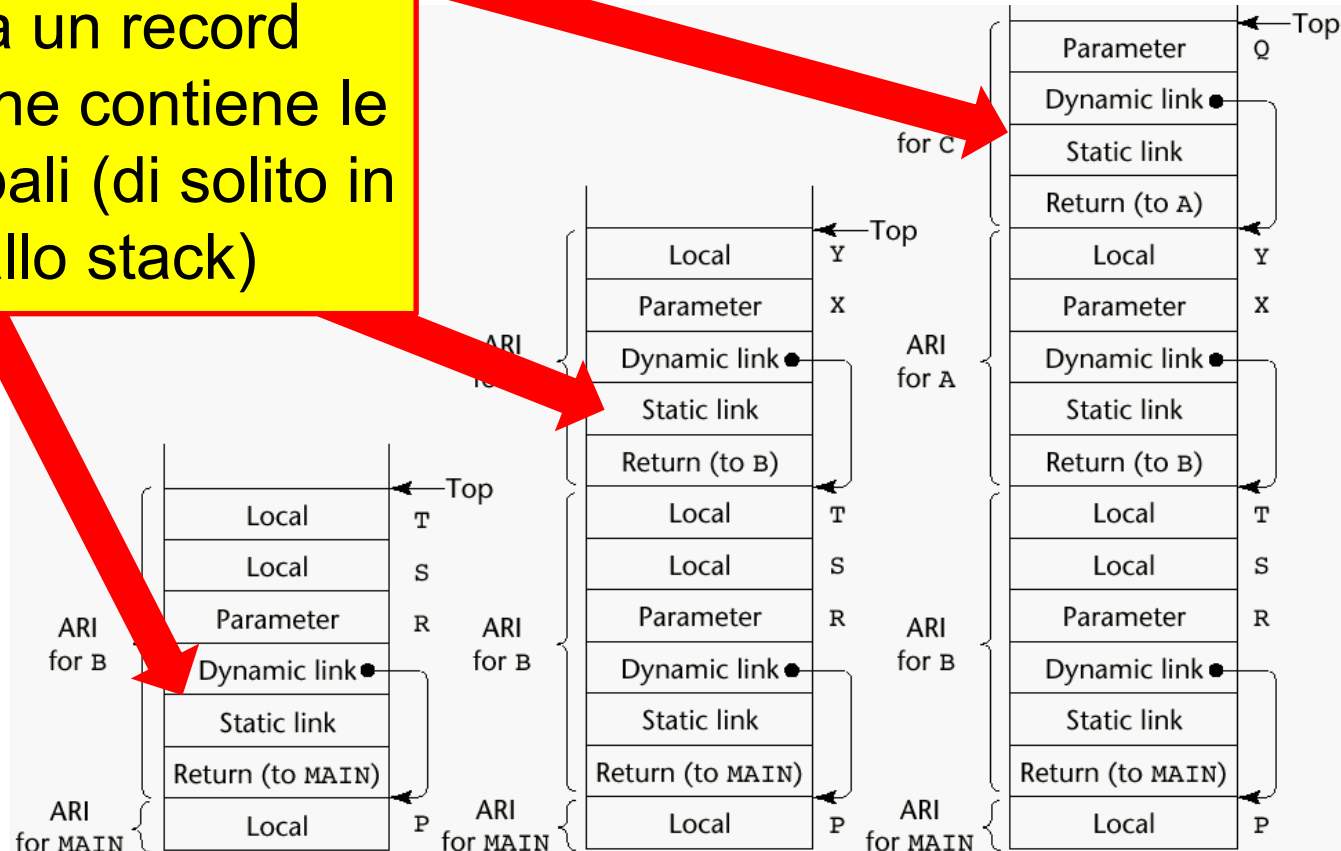 un record
contiene le
(di solito in
stack)
Top
Local T
Local S
Parameter R
Dynamic link
Static link
Return (to MAIN)
Local P
ARI
for B
ARI
for MAIN
Top
Local Y
Parameter X
Dynamic link
Static link
Return (to B)
Local T
Local S
Parameter R
Dynamic link
Static link
Return (to MAIN)
Local P
ARI
ARI
for B
ARI
for MAIN
Top
Parameter Q
Dynamic link
Static link
Return (to A)
Local Y
Parameter X
Dynamic link
Static link
Return (to B)
Local T
Local S
Parameter R
Dynamic link
Static link
Return (to MAIN)
Local P
for C
ARI
for A
ARI
for B
ARI
for MAIN